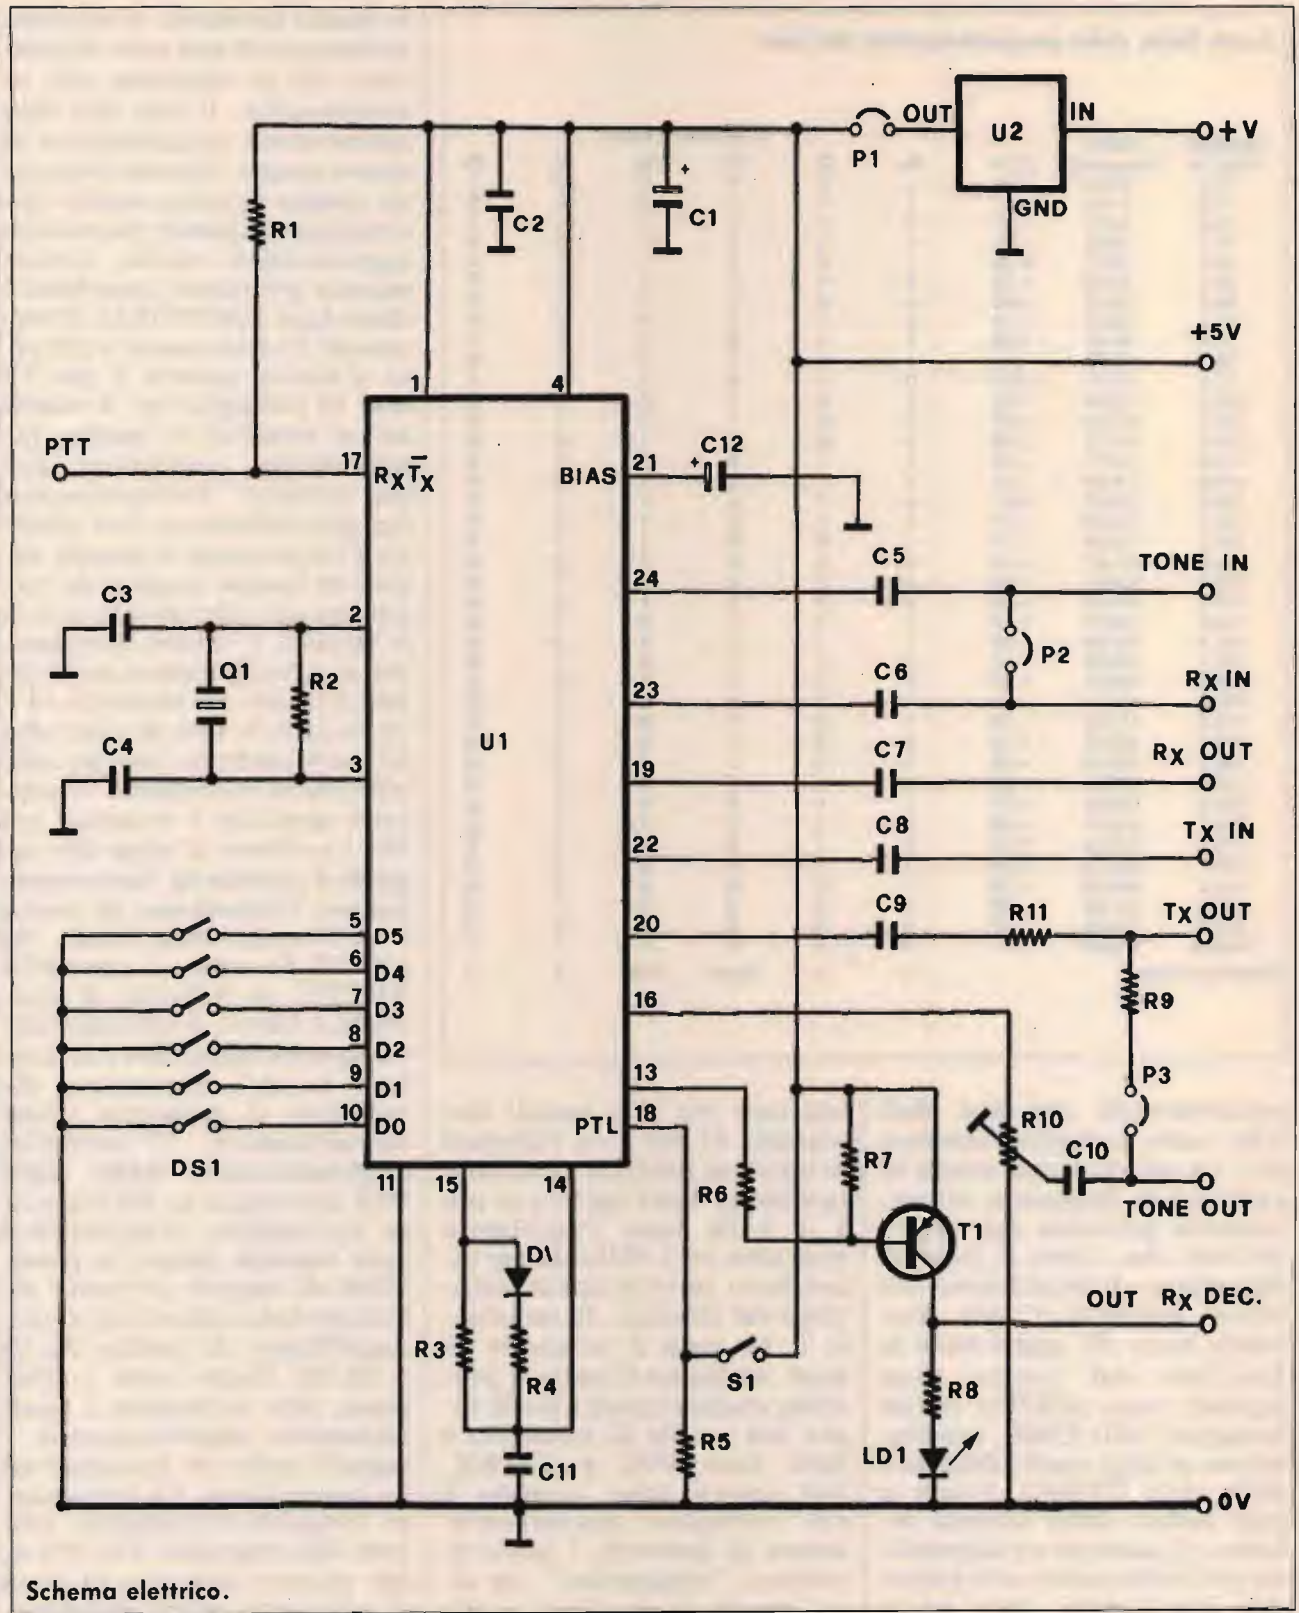 OUT
U2
IN
+V
P1
GND
R1
C2
+
C1
+5V
1
4
PTT
17
RX T̅X
BIAS
21
+
C12
24
C5
TONE IN
P2
C3
2
Q1
R2
23
C6
RX IN
U1
C4
3
19
C7
RX OUT
22
C8
TX IN
20
C9
R11
TX OUT
5
D5
6
D4
7
D3
8
D2
9
D1
10
D0
DS1
16
R9
13
P3
18
PTL
R10
C10
TONE OUT
11
15
14
R6
R7
T1
D\
OUT RX DEC.
R3
R4
S1
R8
R5
LD1
C11
0V
Schema elettrico.